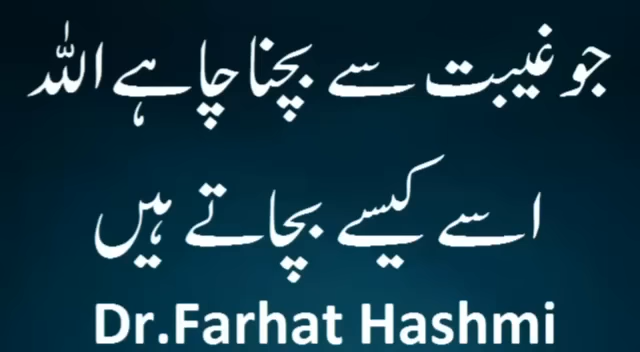 جو غیبت سے بچنا چاہے اللہ
اسے کیسے بچاتے ہیں
Dr.Farhat Hashmi